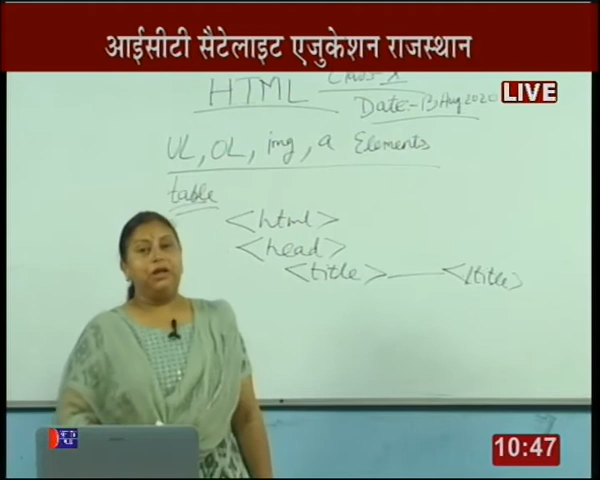 आईसीटी सैटेलाइट एजुकेशन राजस्थान
Class-X
HTML
LIVE
Date:-13,Aug 2020
UL, OL, img, a Elements
table
<html>
<head>
<title>——</title>
10:47